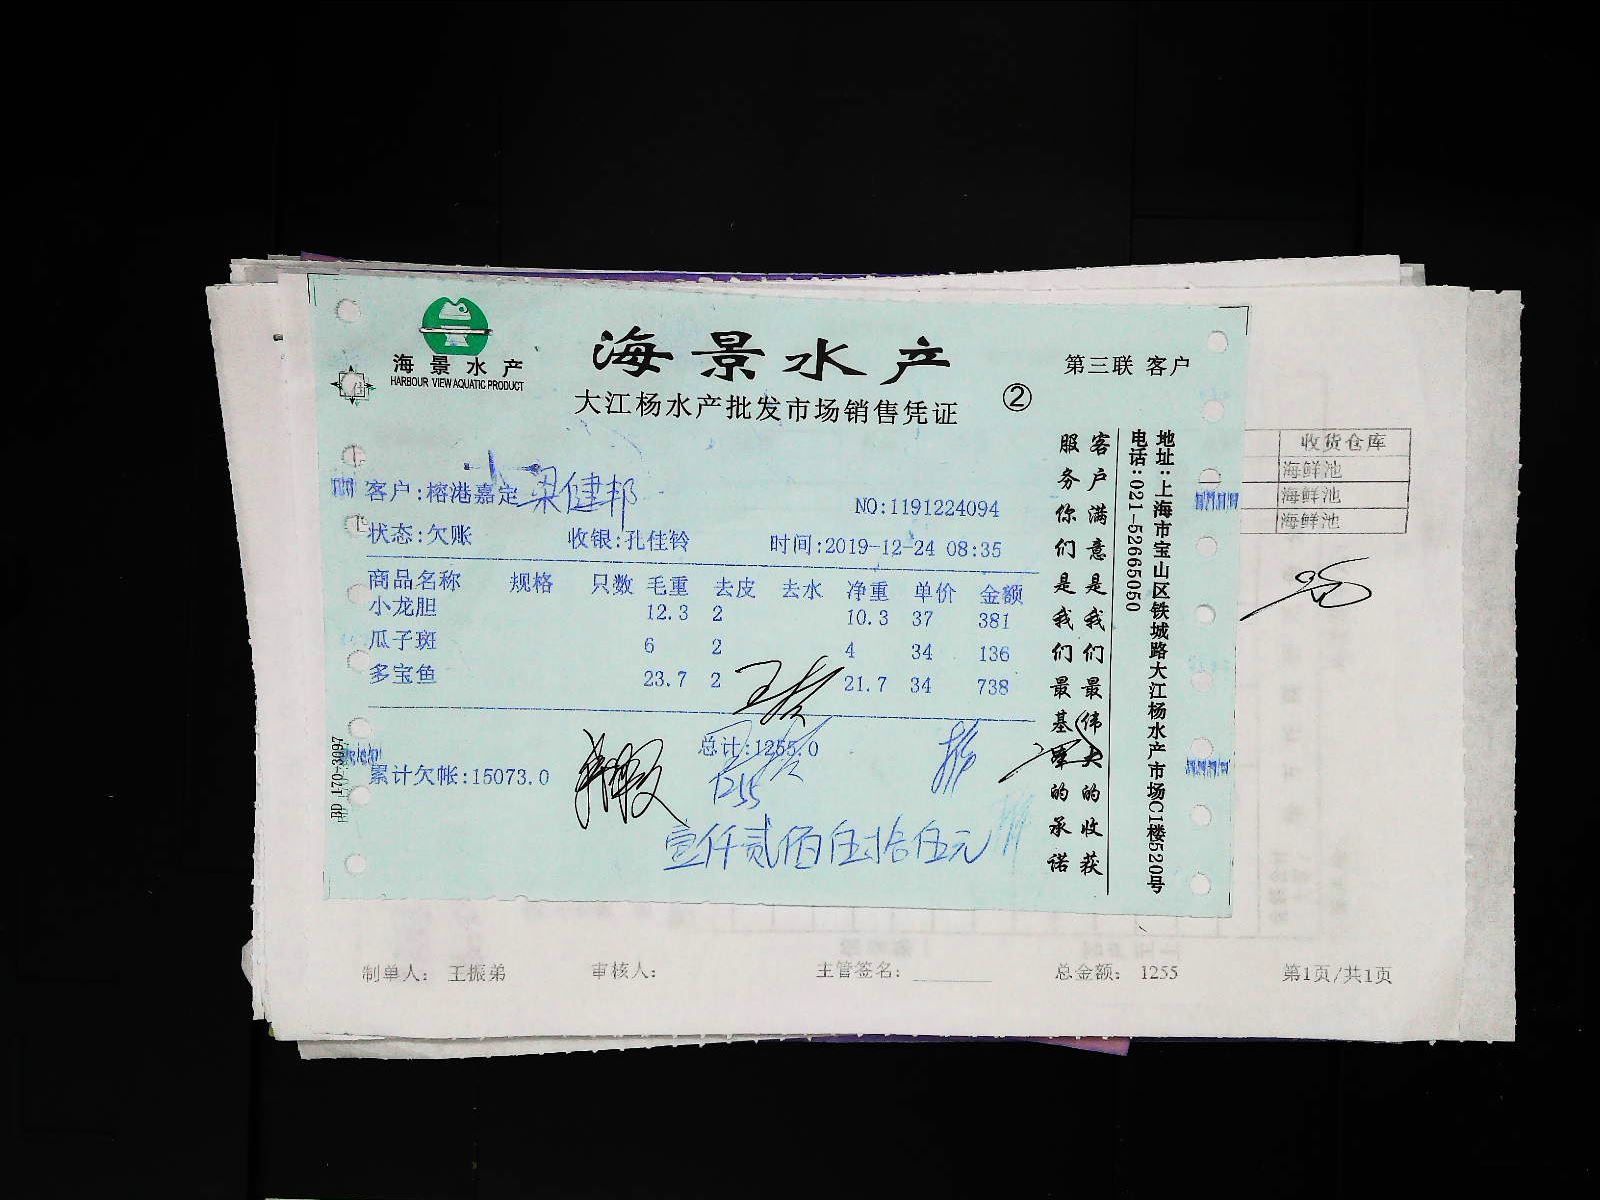 海景水产
HARBOUR VIEW AQUATIC PRODUCT
海景水产
大江杨水产批发市场销售凭证
②
第三联 客户
客户:榕港嘉定 梁健邦
NO:1191224094
状态:欠账 收银:孔佳铃 时间:2019-12-24 08:35
商品名称 规格 只数 毛重 去皮 去水 净重 单价 金额
小龙胆 12.3 2 10.3 37 381
瓜子斑 6 2 4 34 136
多宝鱼 23.7 2 21.7 34 738
总计:1255.0
累计欠帐:15073.0
1255
壹仟贰佰伍拾伍元
客户满意是我们最伟大的收获
服务你们是我们最基本的承诺
地址:上海市宝山区铁城路大江杨水产市场C1楼520号
电话:021-52665050
BD 170-3097
收货仓库
海鲜池
海鲜池
海鲜池
制单人: 王振弟 审核人: 主管签名: 总金额: 1255 第1页/共1页